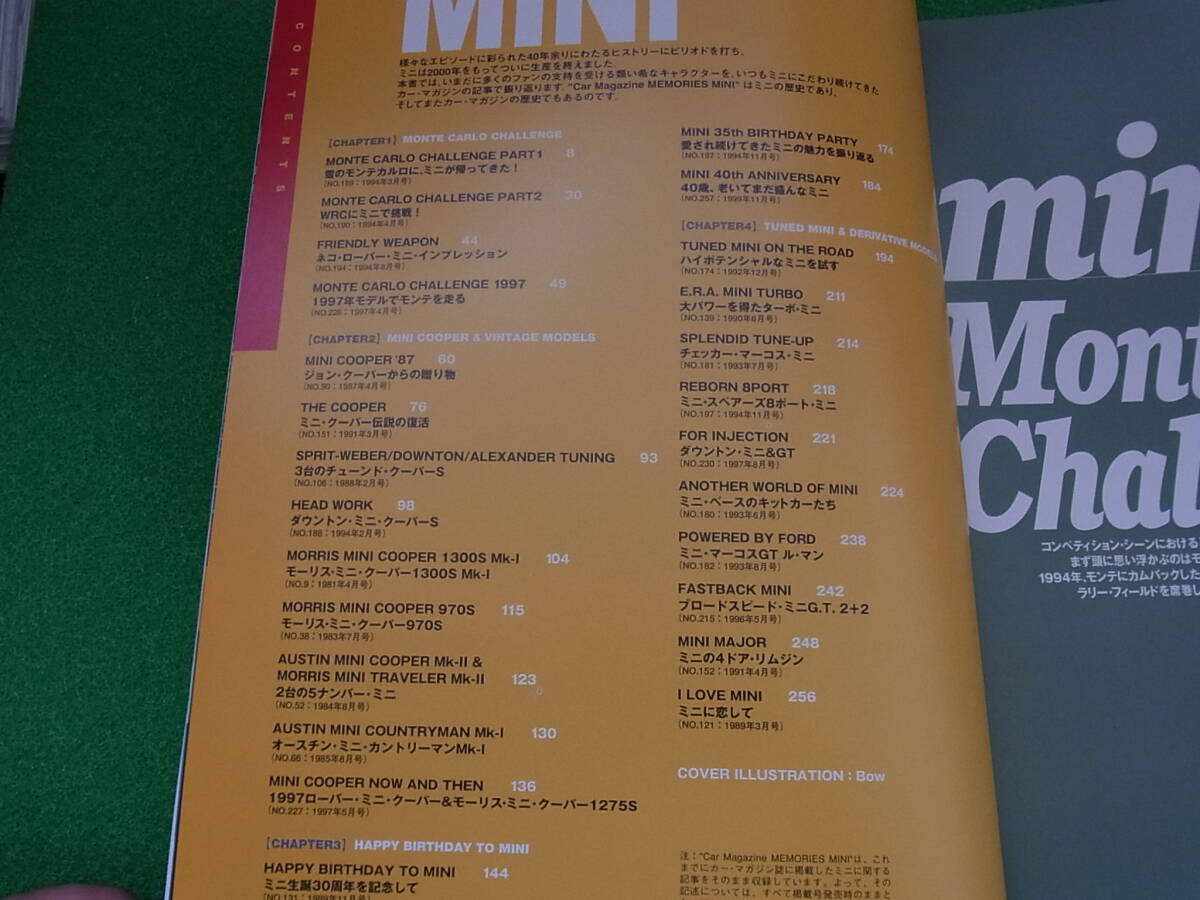 CONTENTS
MINI
様々なエピソードに彩られた40年余りにわたるヒストリーにピリオドを打ち、
ミニは2000年をもってついに生産を終えました。
本書では、いまだに多くのファンの支持を受ける類い希なキャラクターを、いつもミニにこだわり続けてきた
カー・マガジンの記事で振り返ります。"Car Magazine MEMORIES MINI" はミニの歴史であり、
そしてまたカー・マガジンの歴史でもあるのです。
[CHAPTER1] MONTE CARLO CHALLENGE
MONTE CARLO CHALLENGE PART1 8
雪のモンテカルロに、ミニが帰ってきた！
(NO.189：1994年3月号)
MONTE CARLO CHALLENGE PART2 30
WRCにミニで挑戦！
(NO.190：1994年4月号)
FRIENDLY WEAPON 44
ネコ・ローバー・ミニ・インプレッション
(NO.194：1994年8月号)
MONTE CARLO CHALLENGE 1997 49
1997年モデルでモンテを走る
(NO.226：1997年4月号)
[CHAPTER2] MINI COOPER & VINTAGE MODELS
MINI COOPER '87 60
ジョン・クーパーからの贈り物
(NO.90：1987年4月号)
THE COOPER 76
ミニ・クーパー伝説の復活
(NO.151：1991年3月号)
SPRIT-WEBER/DOWNTON/ALEXANDER TUNING 93
3台のチューンド・クーパーS
(NO.106：1988年2月号)
HEAD WORK 98
ダウントン・ミニ・クーパーS
(NO.188：1994年2月号)
MORRIS MINI COOPER 1300S Mk-I 104
モーリス・ミニ・クーパー1300S Mk-I
(NO.9：1981年4月号)
MORRIS MINI COOPER 970S 115
モーリス・ミニ・クーパー970S
(NO.38：1983年7月号)
AUSTIN MINI COOPER Mk-II &
MORRIS MINI TRAVELER Mk-II 123
2台の5ナンバー・ミニ
(NO.52：1984年8月号)
AUSTIN MINI COUNTRYMAN Mk-I 130
オースチン・ミニ・カントリーマンMk-I
(NO.66：1985年8月号)
MINI COOPER NOW AND THEN 136
1997ローバー・ミニ・クーパー&モーリス・ミニ・クーパー1275S
(NO.227：1997年5月号)
[CHAPTER3] HAPPY BIRTHDAY TO MINI
HAPPY BIRTHDAY TO MINI 144
ミニ生誕30周年を記念して
(NO.131：1989年11月号)
MINI 35th BIRTHDAY PARTY 174
愛され続けてきたミニの魅力を振り返る
(NO.197：1994年11月号)
MINI 40th ANNIVERSARY 184
40歳、老いてまだ盛んなミニ
(NO.257：1999年11月号)
[CHAPTER4] TUNED MINI & DERIVATIVE MODELS
TUNED MINI ON THE ROAD 194
ハイポテンシャルなミニを試す
(NO.174：1992年12月号)
E.R.A. MINI TURBO 211
大パワーを得たターボ・ミニ
(NO.139：1990年6月号)
SPLENDID TUNE-UP 214
チェッカー・マーコス・ミニ
(NO.181：1993年7月号)
REBORN 8PORT 218
ミニ・スペアーズ8ポート・ミニ
(NO.197：1994年11月号)
FOR INJECTION 221
ダウントン・ミニ&GT
(NO.230：1997年8月号)
ANOTHER WORLD OF MINI 224
ミニ・ベースのキットカーたち
(NO.180：1993年6月号)
POWERED BY FORD 238
ミニ・マーコスGT ル・マン
(NO.182：1993年8月号)
FASTBACK MINI 242
ブロードスピード・ミニG.T. 2+2
(NO.215：1996年5月号)
MINI MAJOR 248
ミニの4ドア・リムジン
(NO.152：1991年4月号)
I LOVE MINI 256
ミニに恋して
(NO.121：1989年3月号)
COVER ILLUSTRATION：Bow
注："Car Magazine MEMORIES MINI"は、これ
までにカー・マガジン誌に掲載したミニに関する
記事をそのまま収録しています。よって、その
記述については、すべて掲載号発売時のままと
min
Mont
Chal
コンペティション・シーンにおける
まず頭に思い浮かぶのはモ
1994年、モンテにカムバックした
ラリー・フィールドを席巻し